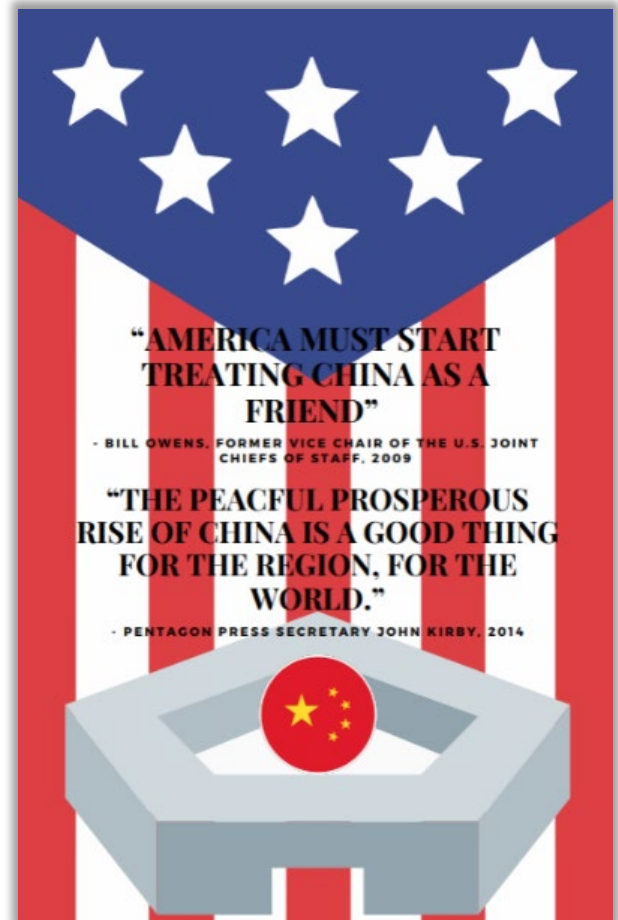 “AMERICA MUST START
TREATING CHINA AS A
FRIEND”
- BILL OWENS, FORMER VICE CHAIR OF THE U.S. JOINT
CHIEFS OF STAFF, 2009
“THE PEACFUL PROSPEROUS
RISE OF CHINA IS A GOOD THING
FOR THE REGION, FOR THE
WORLD.”
- PENTAGON PRESS SECRETARY JOHN KIRBY, 2014